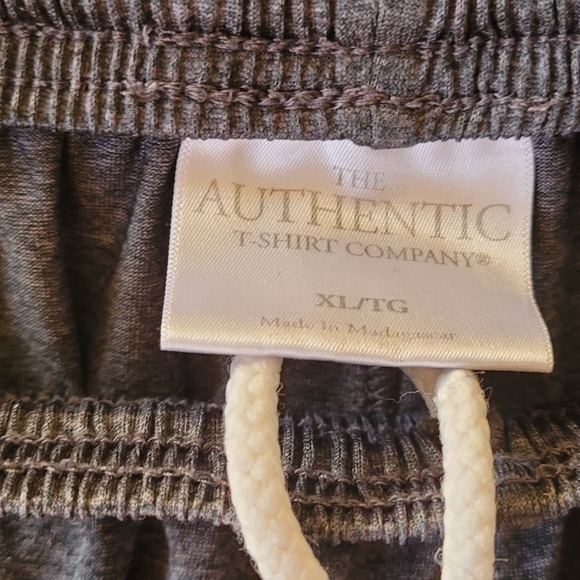 THE
AUTHENTIC
T-SHIRT COMPANY®
XL/TG
Made In Madagascar